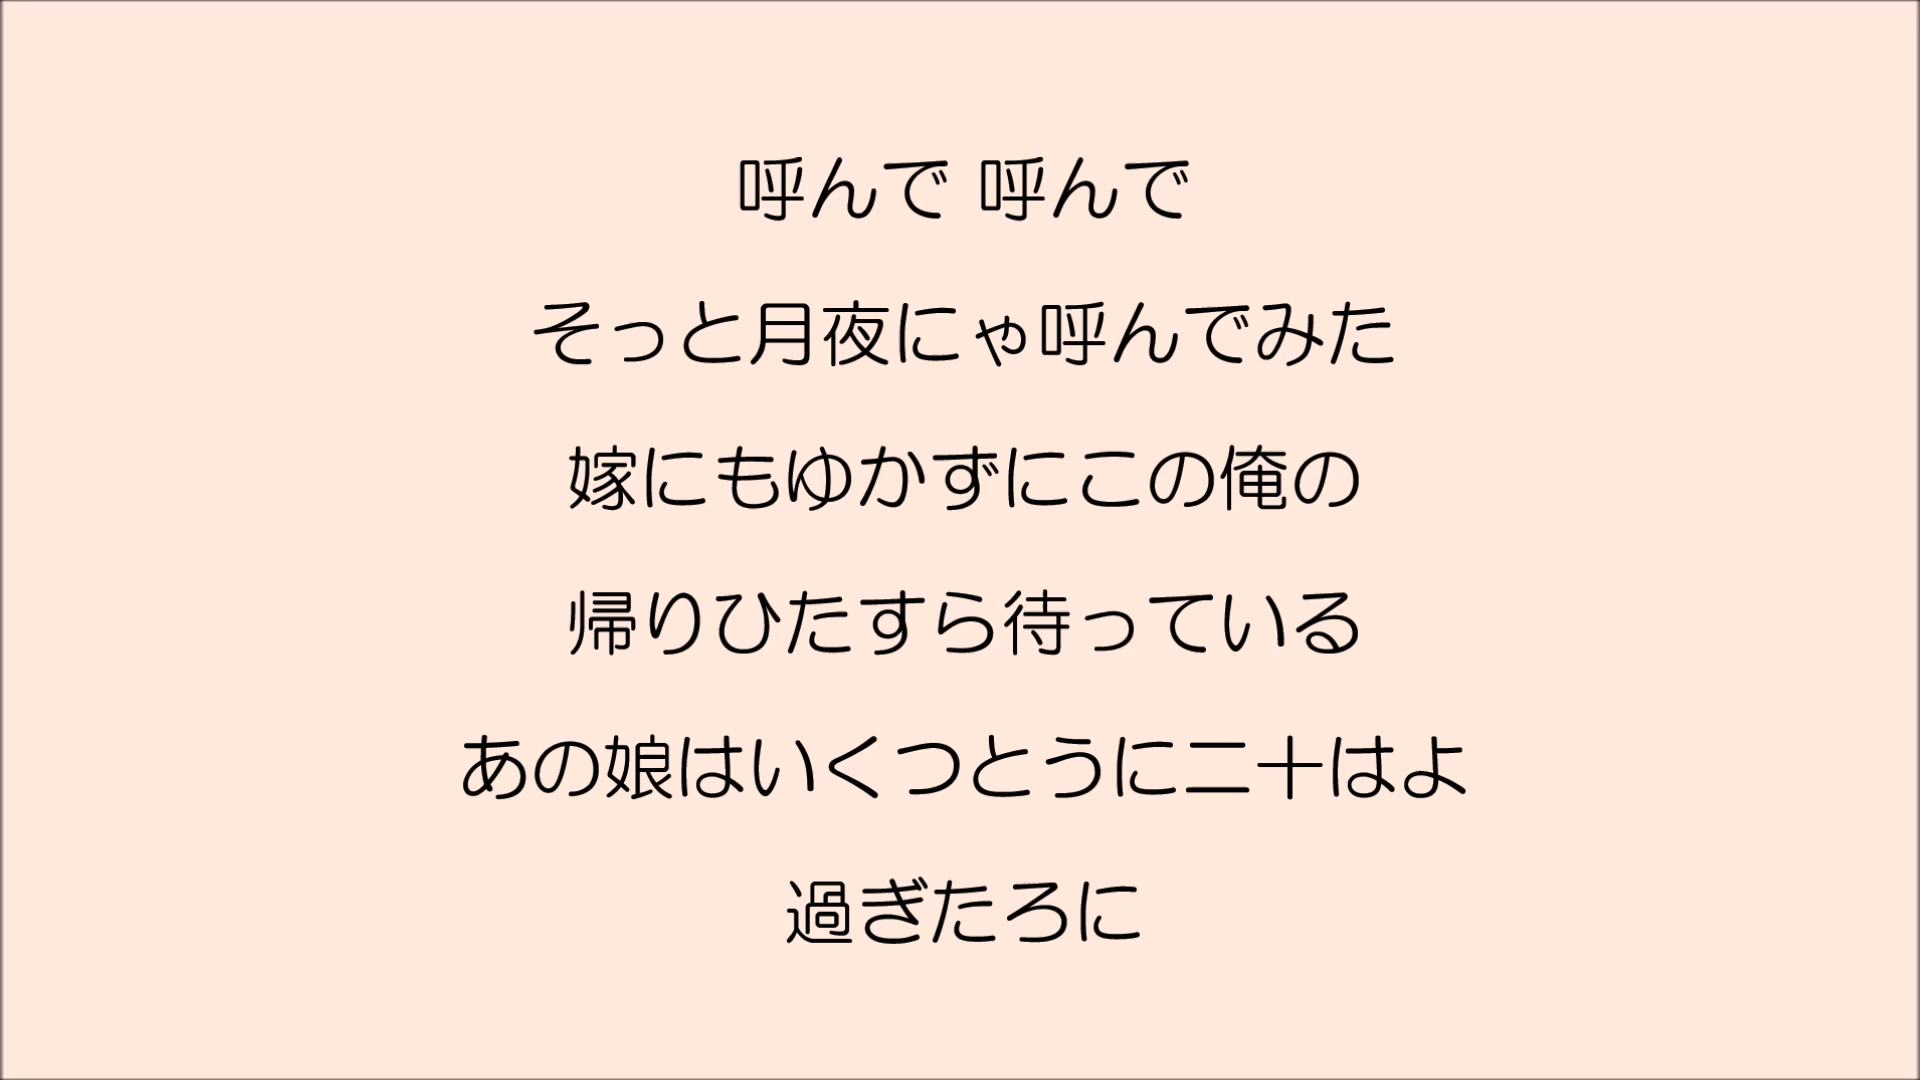 呼んで 呼んで
そっと月夜にゃ呼んでみた
嫁にもゆかずにこの俺の
帰りひたすら待っている
あの娘はいくつとうに二十はよ
過ぎたろに